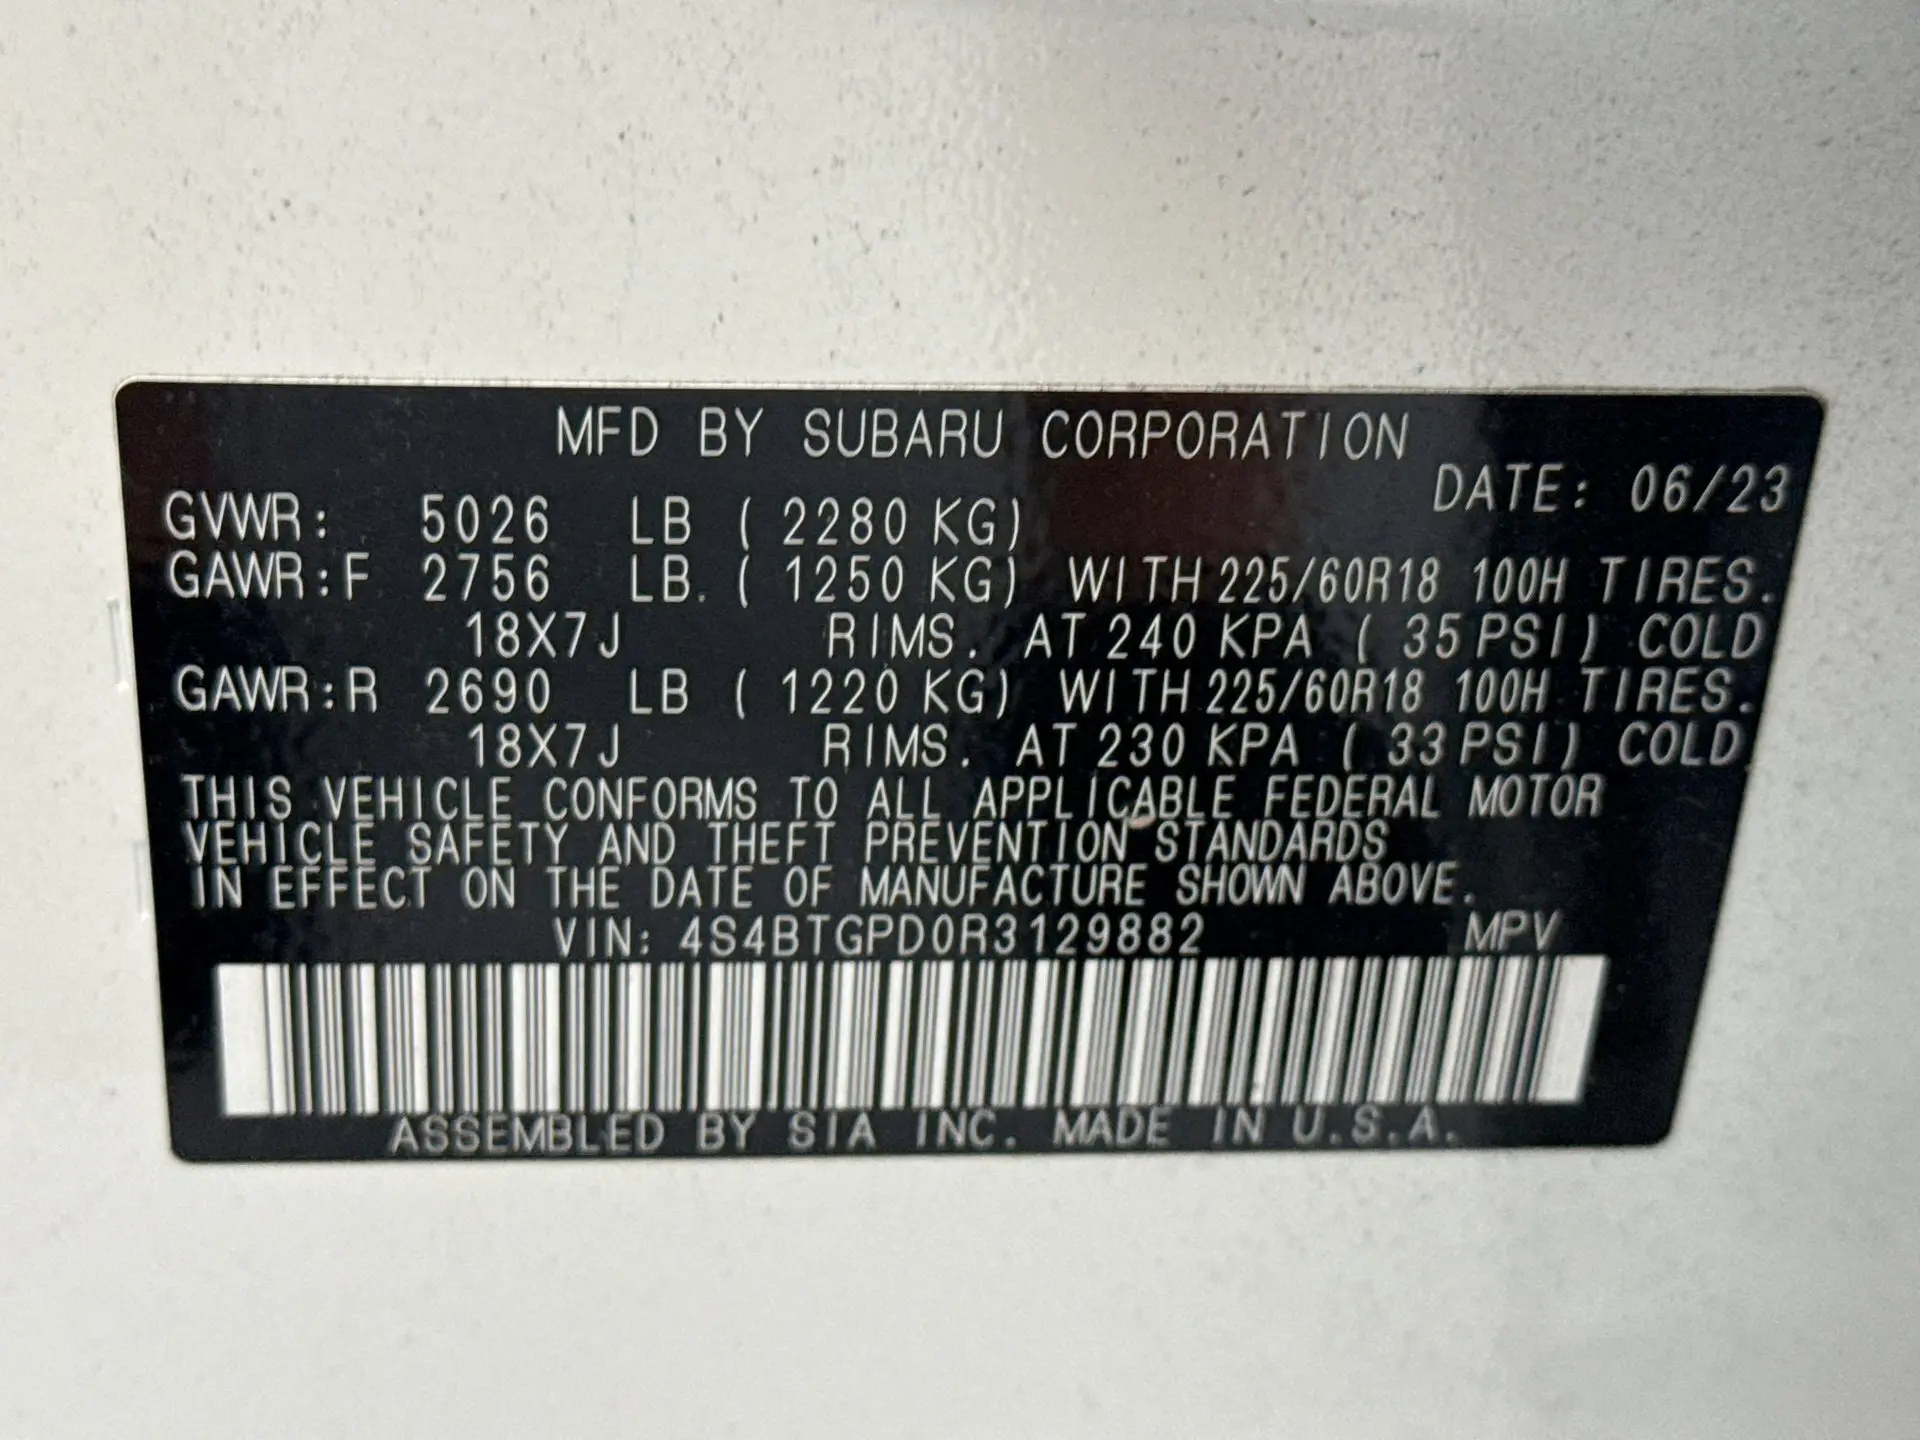 MFD BY SUBARU CORPORATION
DATE: 06/23
GVWR: 5026 LB ( 2280 KG)
GAWR:F 2756 LB. ( 1250 KG) WITH 225/60R18 100H TIRES.
18X7J RIMS. AT 240 KPA ( 35 PSI) COLD
GAWR:R 2690 LB ( 1220 KG) WITH 225/60R18 100H TIRES.
18X7J RIMS. AT 230 KPA ( 33 PSI) COLD
THIS VEHICLE CONFORMS TO ALL APPLICABLE FEDERAL MOTOR
VEHICLE SAFETY AND THEFT PREVENTION STANDARDS
IN EFFECT ON THE DATE OF MANUFACTURE SHOWN ABOVE.
VIN: 4S4BTGPD0R3129882 MPV
ASSEMBLED BY SIA INC. MADE IN U.S.A.